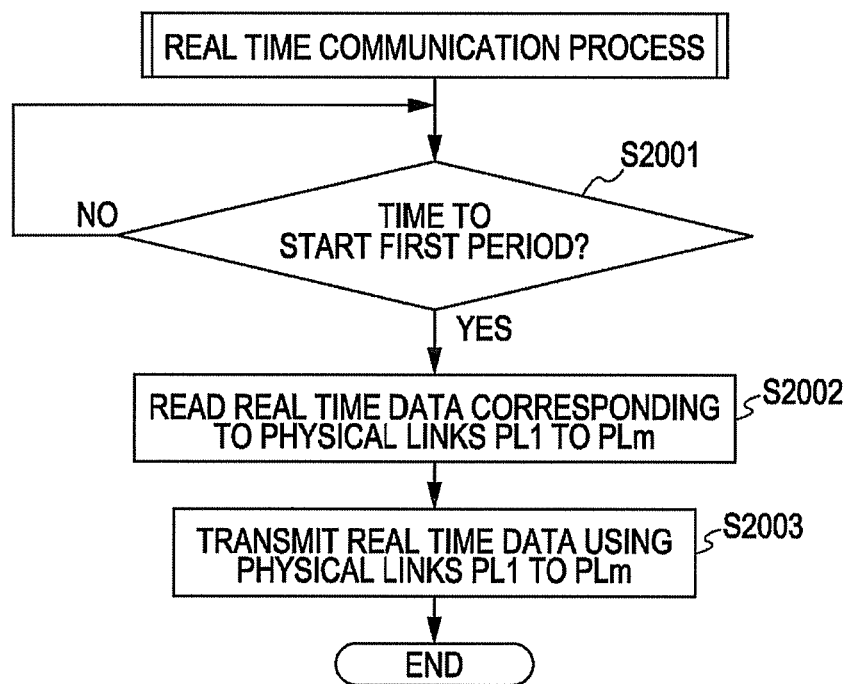 REAL TIME COMMUNICATION PROCESS
S2001
NO
TIME TO
START FIRST PERIOD?
YES
S2002
READ REAL TIME DATA CORRESPONDING
TO PHYSICAL LINKS PL1 TO PLm
S2003
TRANSMIT REAL TIME DATA USING
PHYSICAL LINKS PL1 TO PLm
END